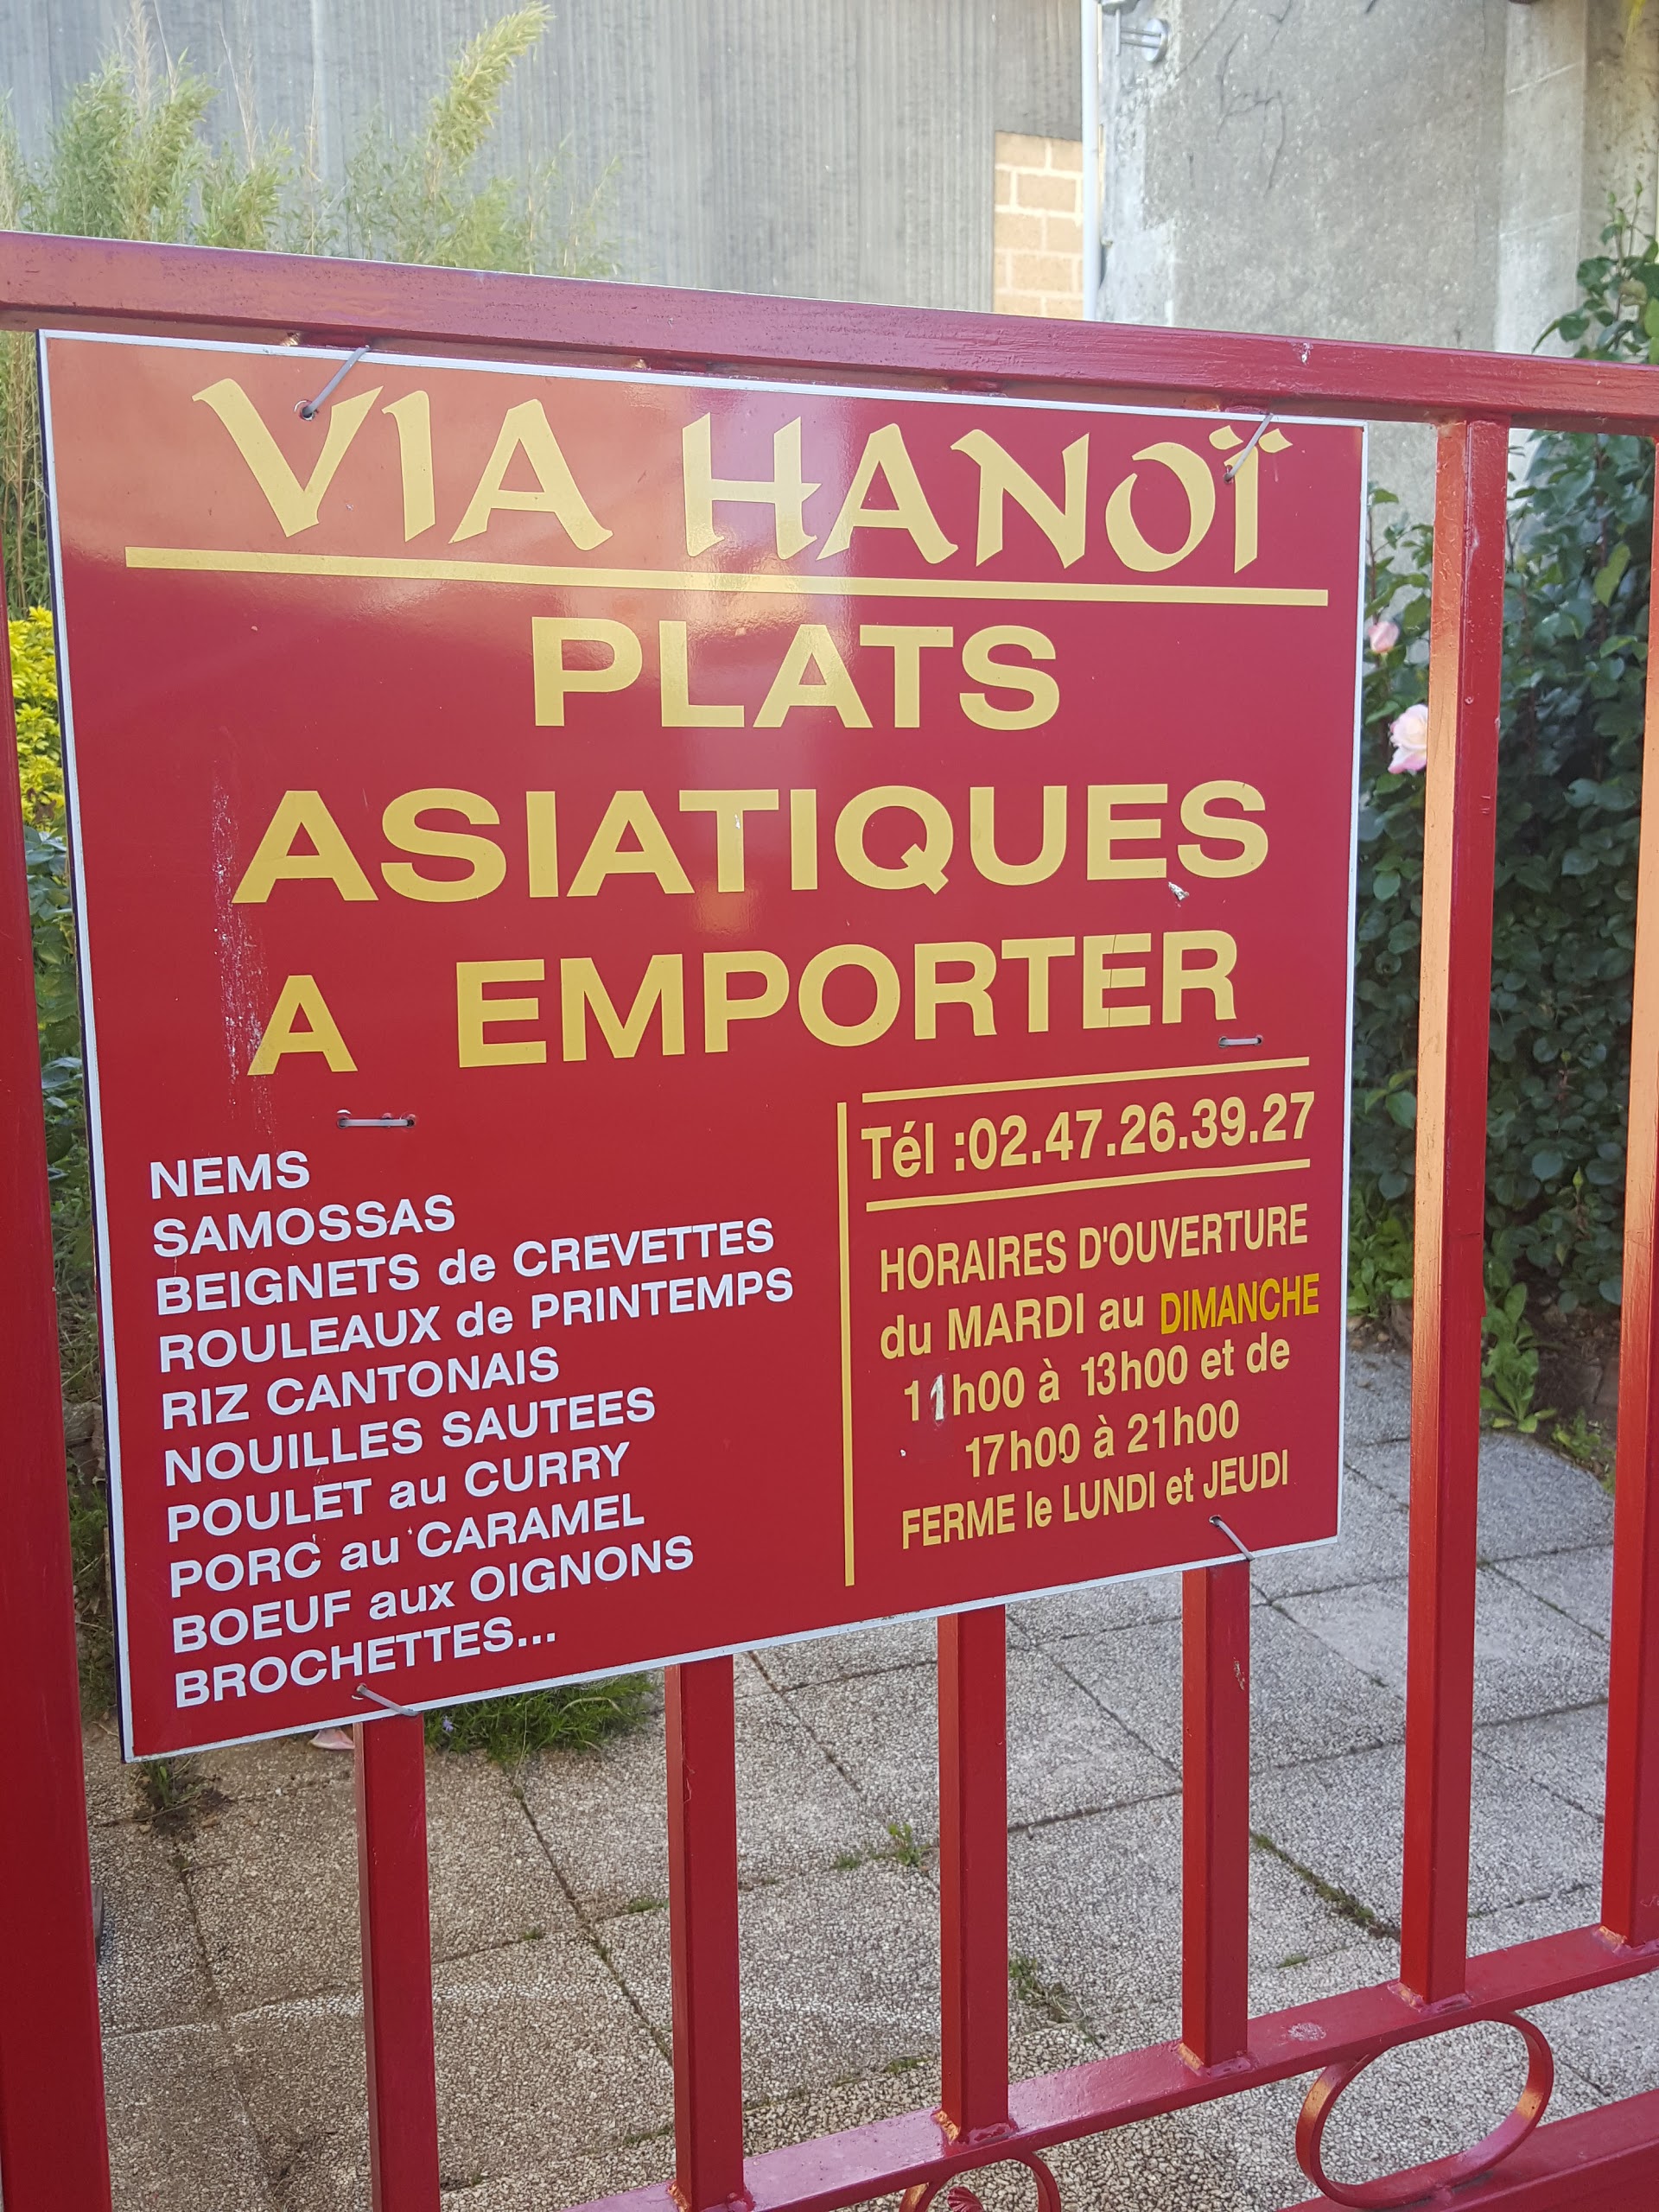 VIA HANOÏ
PLATS
ASIATIQUES
A EMPORTER
NEMS
SAMOSSAS
BEIGNETS de CREVETTES
ROULEAUX de PRINTEMPS
RIZ CANTONAIS
NOUILLES SAUTEES
POULET au CURRY
PORC au CARAMEL
BOEUF aux OIGNONS
BROCHETTES...
Tél :02.47.26.39.27
HORAIRES D'OUVERTURE
du MARDI au DIMANCHE
11h00 à 13h00 et de
17h00 à 21h00
FERME le LUNDI et JEUDI